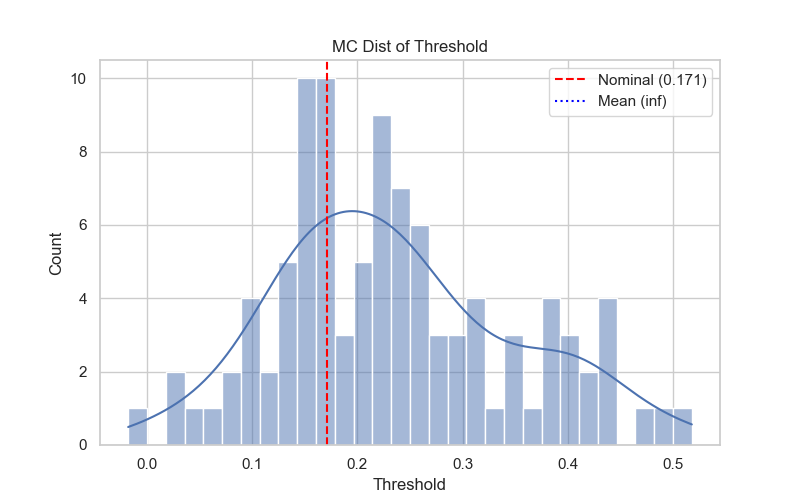 MC Dist of Threshold
Nominal (0.171)
Mean (inf)
Count
10
8
6
4
2
0
0.0 0.1 0.2 0.3 0.4 0.5
Threshold